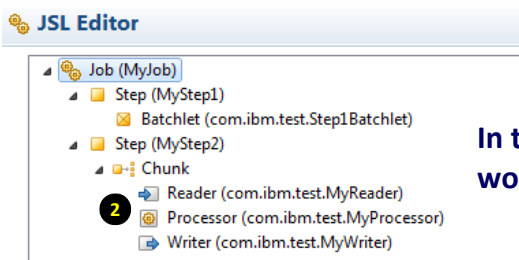 JSL Editor
Job (MyJob)
Step (MyStep1)
Batchlet (com.ibm.test.Step1Batchlet)
Step (MyStep2)
Chunk
Reader (com.ibm.test.MyReader)
2 Processor (com.ibm.test.MyProcessor)
Writer (com.ibm.test.MyWriter)
In